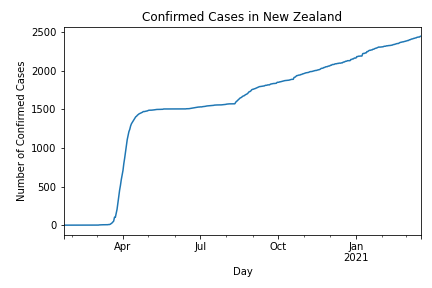 Confirmed Cases in New Zealand
2500
2000
1500
1000
500
0
Number of Confirmed Cases
Apr
Jul
Oct
Jan
2021
Day